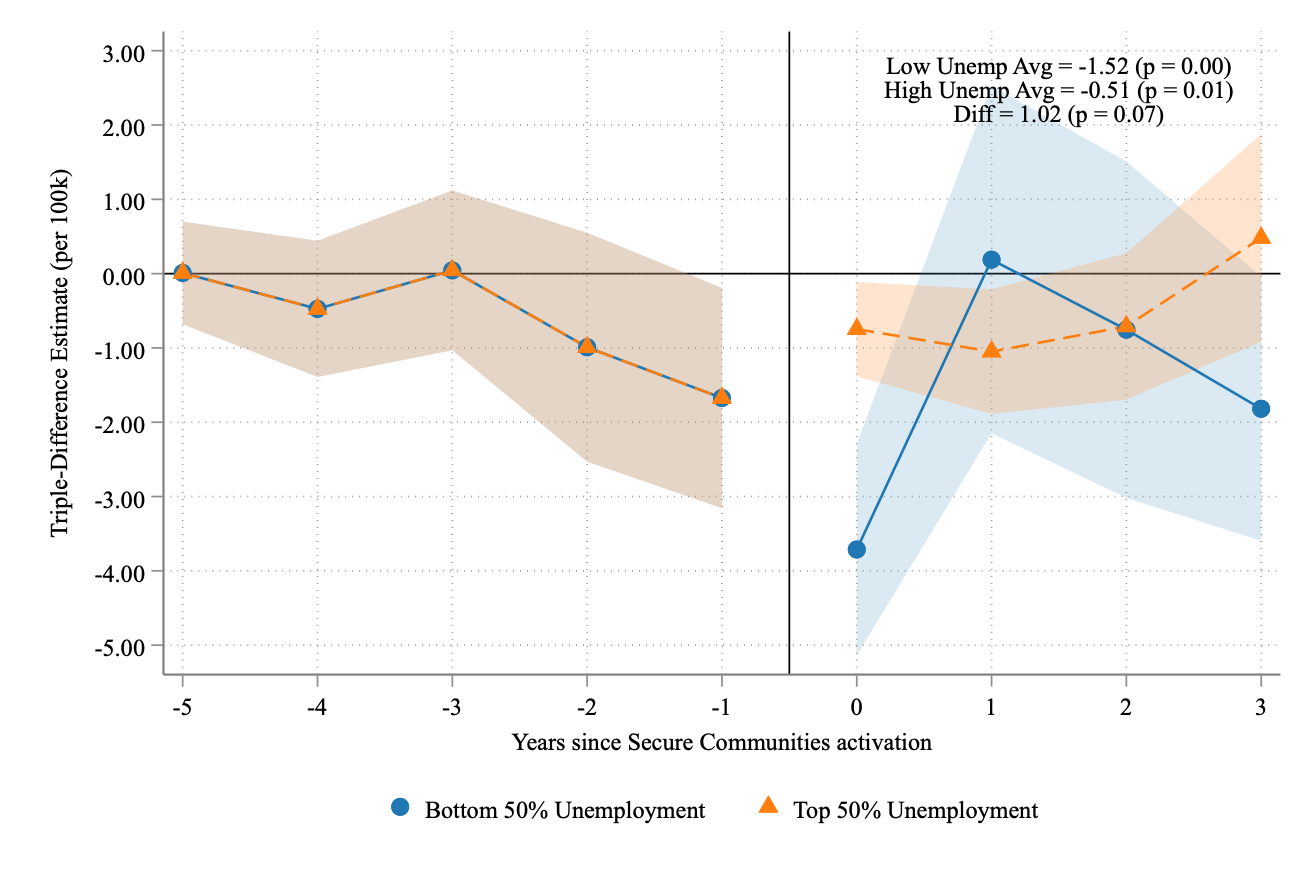 Low Unemp Avg = -1.52 (p = 0.00)
High Unemp Avg = -0.51 (p = 0.01)
Diff = 1.02 (p = 0.07)
Triple-Difference Estimate (per 100k)
3.00
2.00
1.00
0.00
-1.00
-2.00
-3.00
-4.00
-5.00
-5 -4 -3 -2 -1 0 1 2 3
Years since Secure Communities activation
Bottom 50% Unemployment Top 50% Unemployment